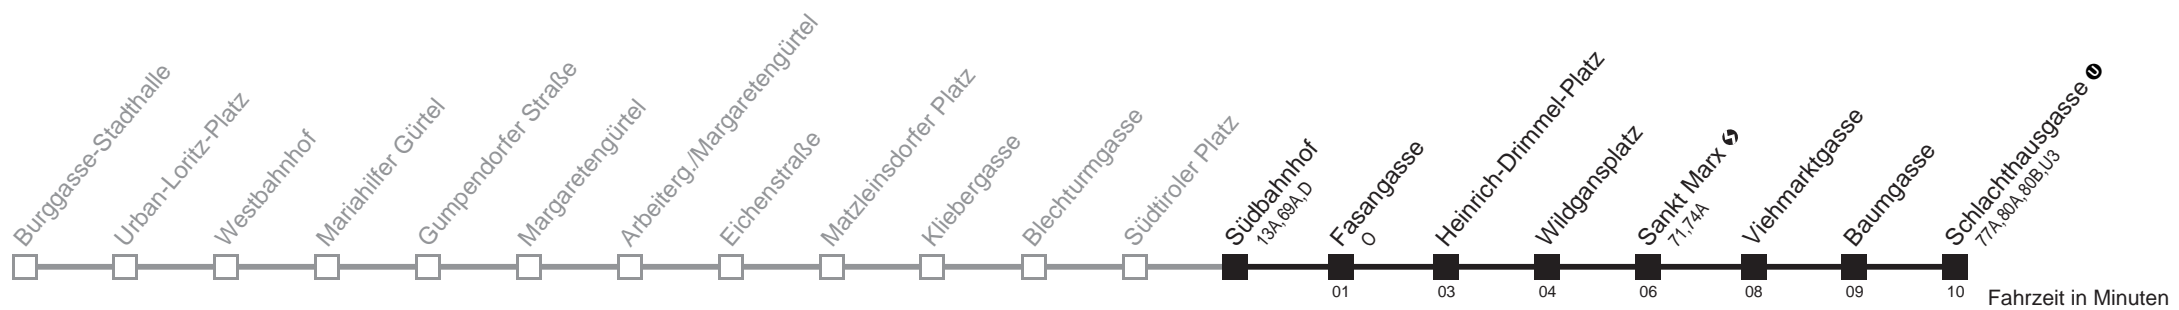 Burggasse-Stadthalle
Urban-Loritz-Platz
Westbahnhof
Mariahilfer Gürtel
Gumpendorfer Straße
Margaretengürtel
Arbeiterg./Margaretengürtel
Eichenstraße
Matzleinsdorfer Platz
Kliebergasse
Blechturmgasse
Südtiroler Platz
Südbahnhof
13A,69A,D
Fasangasse
O
Heinrich-Drimmel-Platz
Wildgansplatz
Sankt Marx
71,74A
Viehmarktgasse
Baumgasse
Schlachthausgasse U
77A,80A,80B,U3
01 03 04 06 08 09 10 Fahrzeit in Minuten